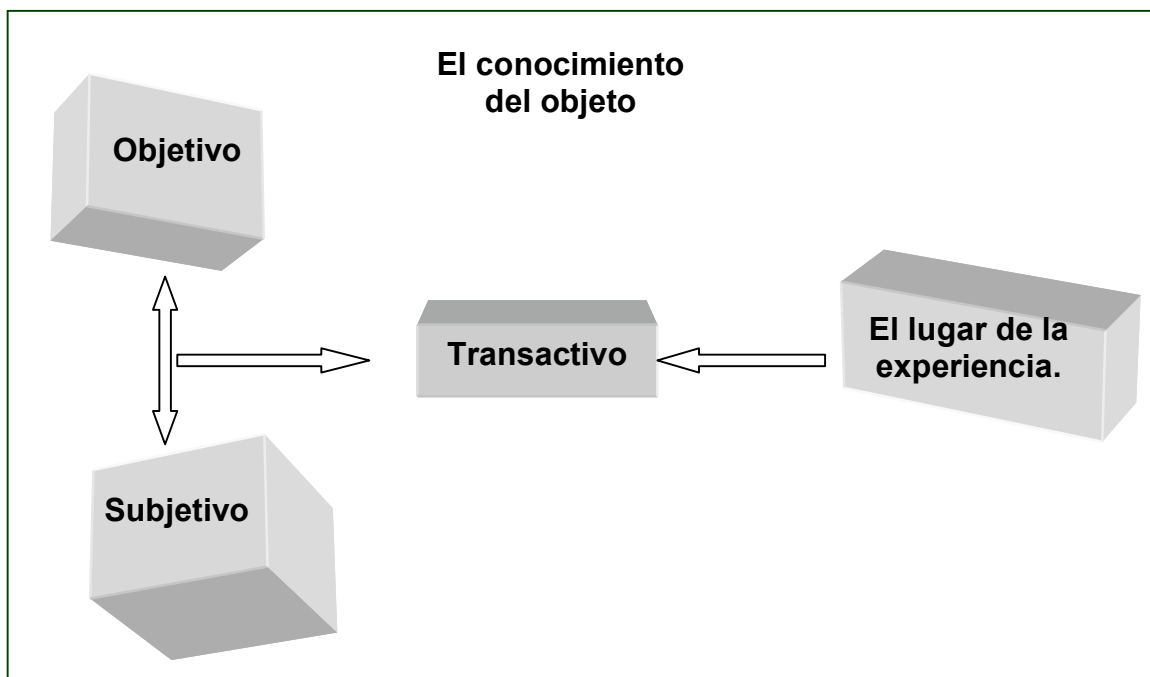 El conocimiento
del objeto
Objetivo
Transactivo
El lugar de la
experiencia.
Subjetivo